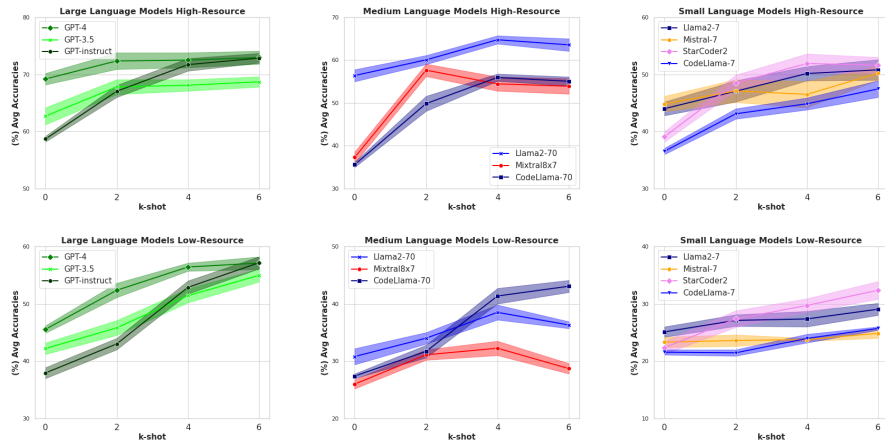 Large Language Models High-Resource
80
70
60
50
40
30
(%) Avg Accuracies
GPT-4
GPT-3.5
GPT-instruct
0 2 4 6
k-shot
Medium Language Models High-Resource
70
60
50
40
30
(%) Avg Accuracies
Llama2-70
Mixtral8x7
CodeLlama-70
0 2 4 6
k-shot
Small Language Models High-Resource
60
50
40
30
(%) Avg Accuracies
Llama2-7
Mistral-7
StarCoder2
CodeLlama-7
0 2 4 6
k-shot
Large Language Models Low-Resource
60
50
40
30
(%) Avg Accuracies
GPT-4
GPT-3.5
GPT-instruct
0 2 4 6
k-shot
Medium Language Models Low-Resource
50
40
30
20
(%) Avg Accuracies
Llama2-70
Mixtral8x7
CodeLlama-70
0 2 4 6
k-shot
Small Language Models Low-Resource
40
30
20
10
(%) Avg Accuracies
Llama2-7
Mistral-7
StarCoder2
CodeLlama-7
0 2 4 6
k-shot